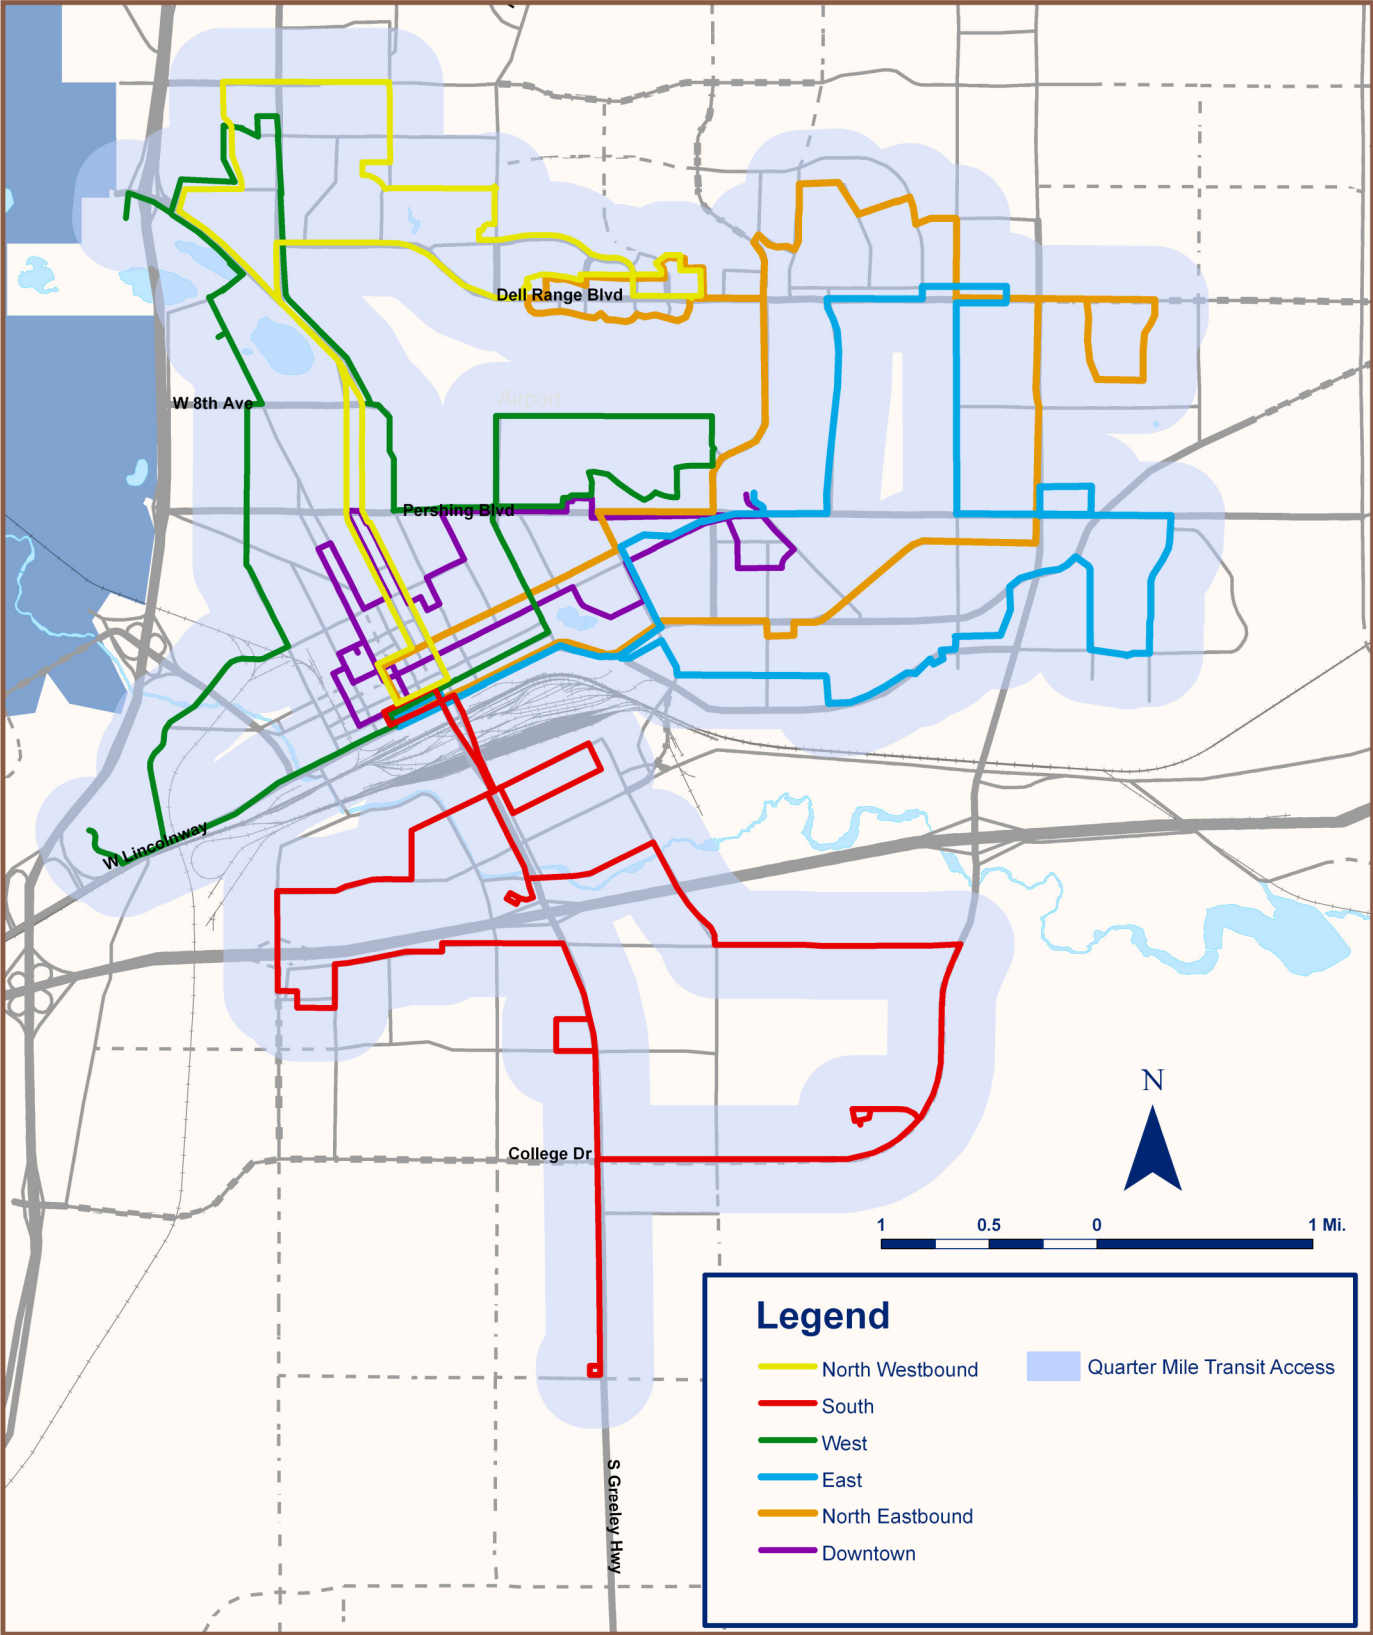 Dell Range Blvd
Airport
W 8th Ave
Pershing Blvd
W Lincolnway
N
College Dr
1 0.5 0 1 Mi.
S Greeley Hwy
Legend
North Westbound
Quarter Mile Transit Access
South
West
East
North Eastbound
Downtown